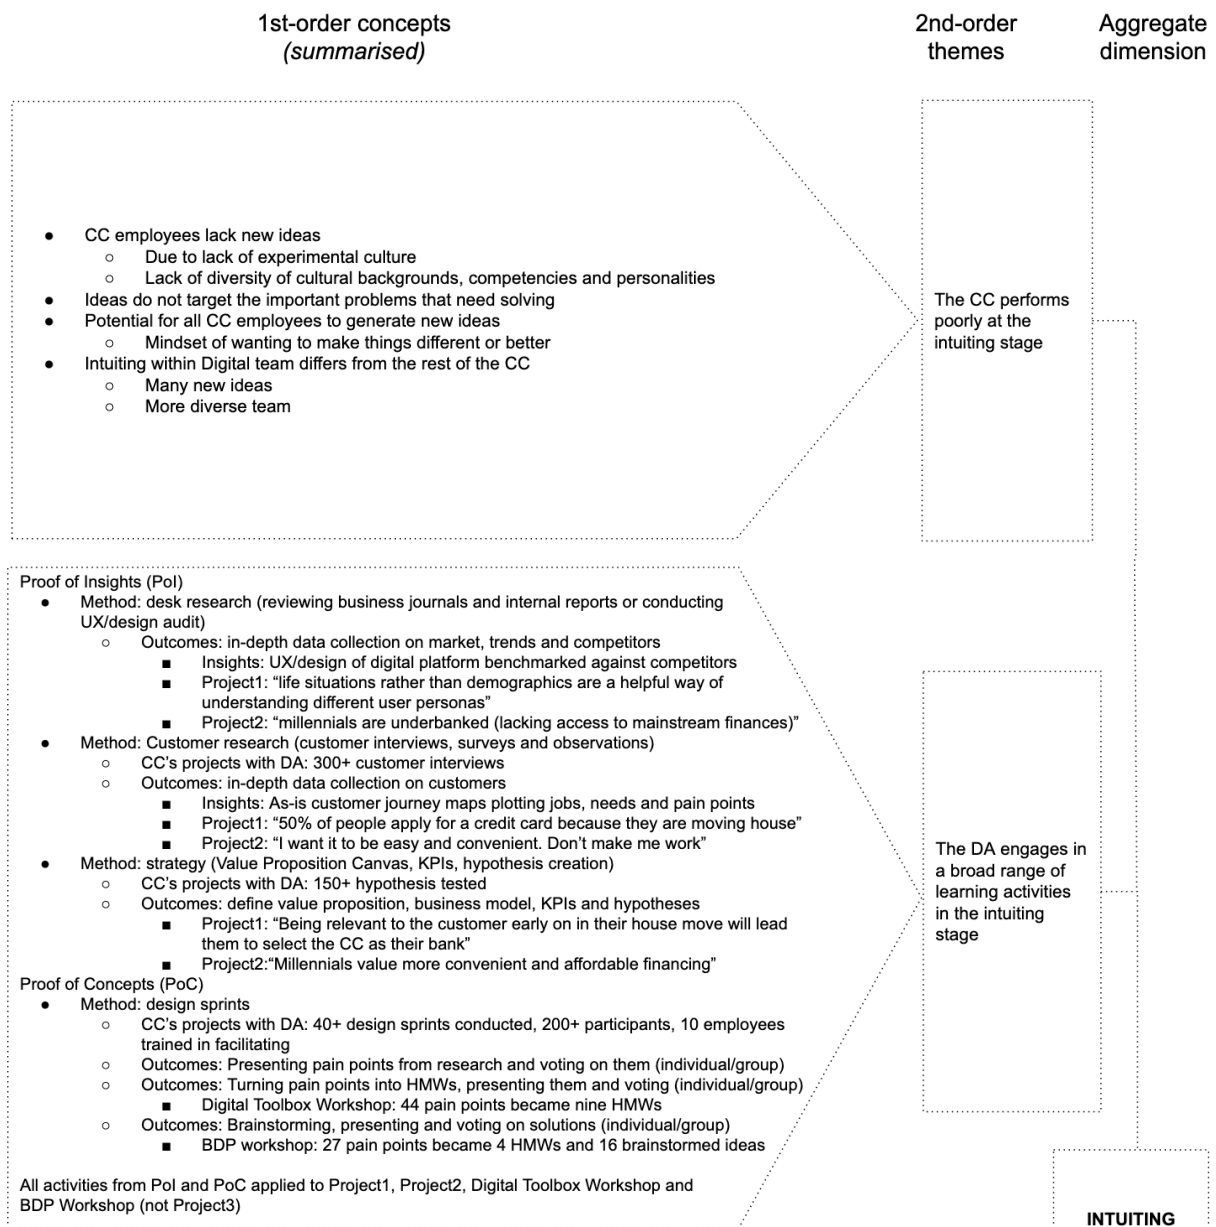 1st-order concepts
(summarised)
2nd-order
themes
Aggregate
dimension
● CC employees lack new ideas
○ Due to lack of experimental culture
○ Lack of diversity of cultural backgrounds, competencies and personalities
● Ideas do not target the important problems that need solving
● Potential for all CC employees to generate new ideas
○ Mindset of wanting to make things different or better
● Intuiting within Digital team differs from the rest of the CC
○ Many new ideas
○ More diverse team
The CC performs
poorly at the
intuiting stage
Proof of Insights (PoI)
● Method: desk research (reviewing business journals and internal reports or conducting
UX/design audit)
○ Outcomes: in-depth data collection on market, trends and competitors
■ Insights: UX/design of digital platform benchmarked against competitors
■ Project1: “life situations rather than demographics are a helpful way of
understanding different user personas”
■ Project2: “millennials are underbanked (lacking access to mainstream finances)”
● Method: Customer research (customer interviews, surveys and observations)
○ CC’s projects with DA: 300+ customer interviews
○ Outcomes: in-depth data collection on customers
■ Insights: As-is customer journey maps plotting jobs, needs and pain points
■ Project1: “50% of people apply for a credit card because they are moving house”
■ Project2: “I want it to be easy and convenient. Don’t make me work”
● Method: strategy (Value Proposition Canvas, KPIs, hypothesis creation)
○ CC’s projects with DA: 150+ hypothesis tested
○ Outcomes: define value proposition, business model, KPIs and hypotheses
■ Project1: “Being relevant to the customer early on in their house move will lead
them to select the CC as their bank”
■ Project2:“Millennials value more convenient and affordable financing”
Proof of Concepts (PoC)
● Method: design sprints
○ CC’s projects with DA: 40+ design sprints conducted, 200+ participants, 10 employees
trained in facilitating
○ Outcomes: Presenting pain points from research and voting on them (individual/group)
○ Outcomes: Turning pain points into HMWs, presenting them and voting (individual/group)
■ Digital Toolbox Workshop: 44 pain points became nine HMWs
○ Outcomes: Brainstorming, presenting and voting on solutions (individual/group)
■ BDP workshop: 27 pain points became 4 HMWs and 16 brainstormed ideas
All activities from PoI and PoC applied to Project1, Project2, Digital Toolbox Workshop and
BDP Workshop (not Project3)
The DA engages in
a broad range of
learning activities
in the intuiting
stage
INTUITING